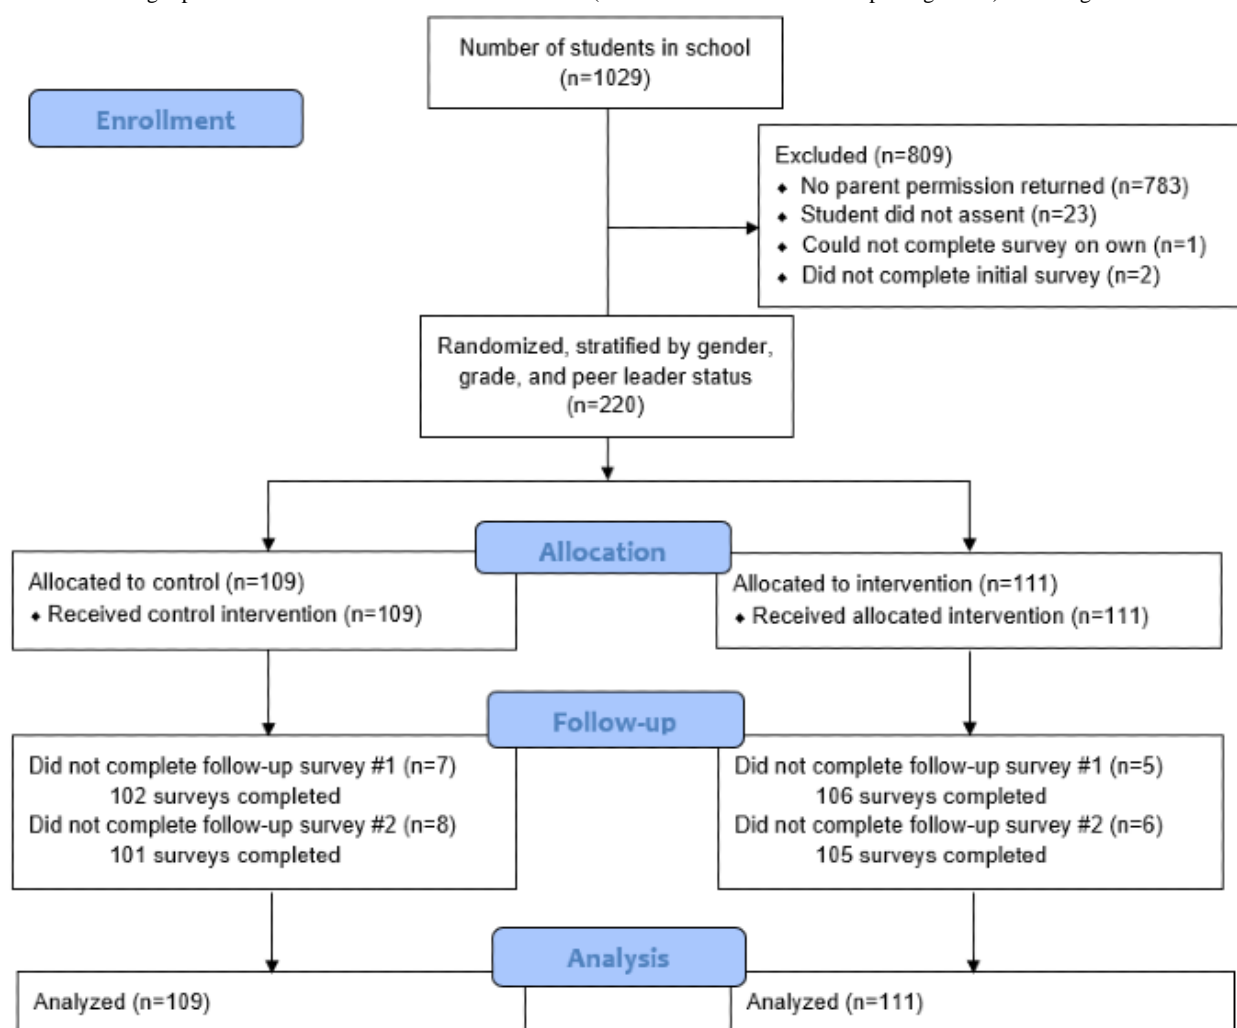 Number of students in school
(n=1029)
Enrollment
Excluded (n=809)
⬥ No parent permission returned (n=783)
⬥ Student did not assent (n=23)
⬥ Could not complete survey on own (n=1)
⬥ Did not complete initial survey (n=2)
Randomized, stratified by gender,
grade, and peer leader status
(n=220)
Allocation
Allocated to control (n=109)
⬥ Received control intervention (n=109)
Allocated to intervention (n=111)
⬥ Received allocated intervention (n=111)
Follow-up
Did not complete follow-up survey #1 (n=7)
102 surveys completed
Did not complete follow-up survey #2 (n=8)
101 surveys completed
Did not complete follow-up survey #1 (n=5)
106 surveys completed
Did not complete follow-up survey #2 (n=6)
105 surveys completed
Analysis
Analyzed (n=109)
Analyzed (n=111)